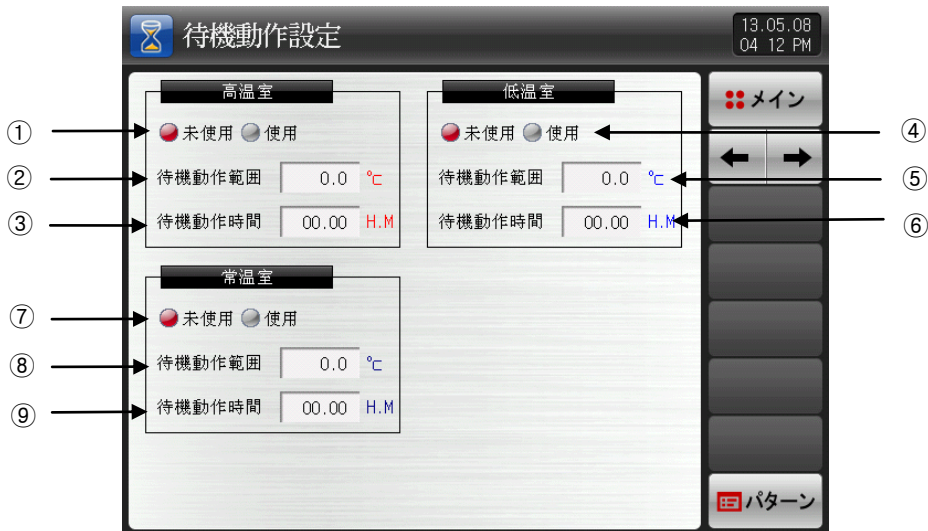 待機動作設定
13.05.08
04 12 PM
高温室
① 未使用 使用
② 待機動作範囲 0.0 ℃
③ 待機動作時間 00.00 H.M
低温室
未使用 使用 ④
待機動作範囲 0.0 ℃ ⑤
待機動作時間 00.00 H.M ⑥
常温室
⑦ 未使用 使用
⑧ 待機動作範囲 0.0 ℃
⑨ 待機動作時間 00.00 H.M
メイン
← →
パターン